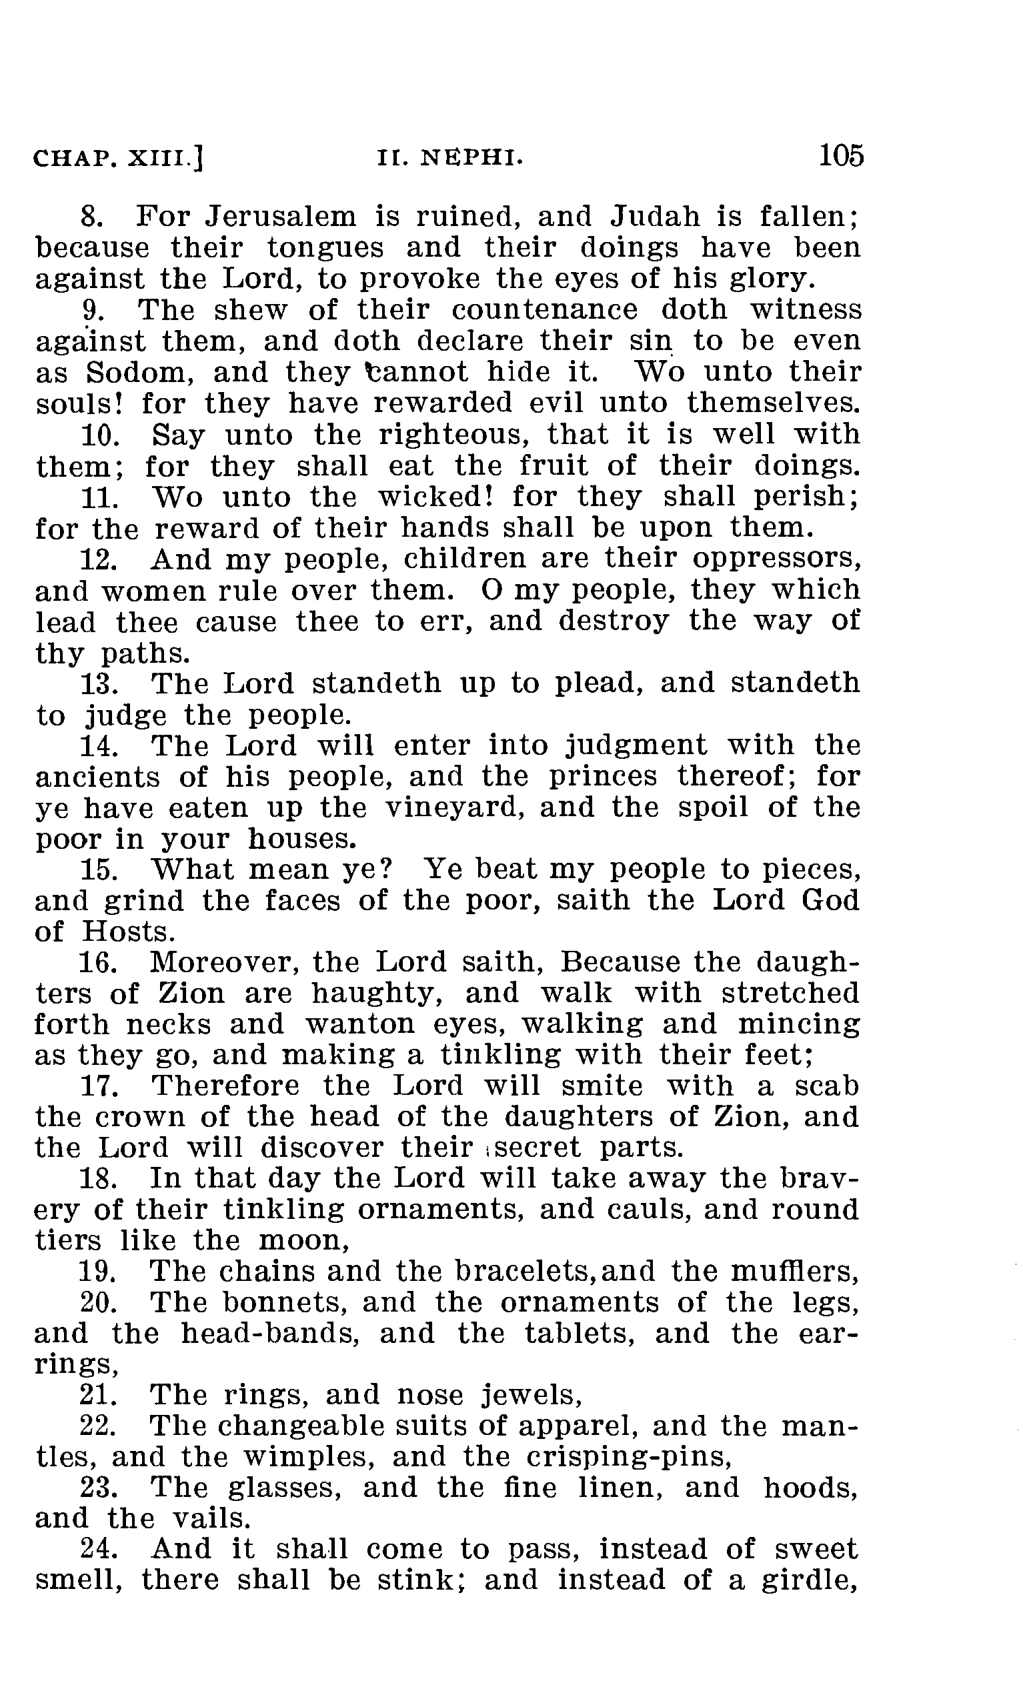 CHAP. XIII.] II. NEPHI. 105
8. For Jerusalem is ruined, and Judah is fallen;
because their tongues and their doings have been
against the Lord, to provoke the eyes of his glory.
9. The shew of their countenance doth witness
against them, and doth declare their sin to be even
as Sodom, and they cannot hide it. Wo unto their
souls! for they have rewarded evil unto themselves.
10. Say unto the righteous, that it is well with
them; for they shall eat the fruit of their doings.
11. Wo unto the wicked! for they shall perish;
for the reward of their hands shall be upon them.
12. And my people, children are their oppressors,
and women rule over them. O my people, they which
lead thee cause thee to err, and destroy the way of
thy paths.
13. The Lord standeth up to plead, and standeth
to judge the people.
14. The Lord will enter into judgment with the
ancients of his people, and the princes thereof; for
ye have eaten up the vineyard, and the spoil of the
poor in your houses.
15. What mean ye? Ye beat my people to pieces,
and grind the faces of the poor, saith the Lord God
of Hosts.
16. Moreover, the Lord saith, Because the daugh-
ters of Zion are haughty, and walk with stretched
forth necks and wanton eyes, walking and mincing
as they go, and making a tinkling with their feet;
17. Therefore the Lord will smite with a scab
the crown of the head of the daughters of Zion, and
the Lord will discover their secret parts.
18. In that day the Lord will take away the brav-
ery of their tinkling ornaments, and cauls, and round
tiers like the moon,
19. The chains and the bracelets, and the mufflers,
20. The bonnets, and the ornaments of the legs,
and the head-bands, and the tablets, and the ear-
rings,
21. The rings, and nose jewels,
22. The changeable suits of apparel, and the man-
tles, and the wimples, and the crisping-pins,
23. The glasses, and the fine linen, and hoods,
and the vails.
24. And it shall come to pass, instead of sweet
smell, there shall be stink; and instead of a girdle,